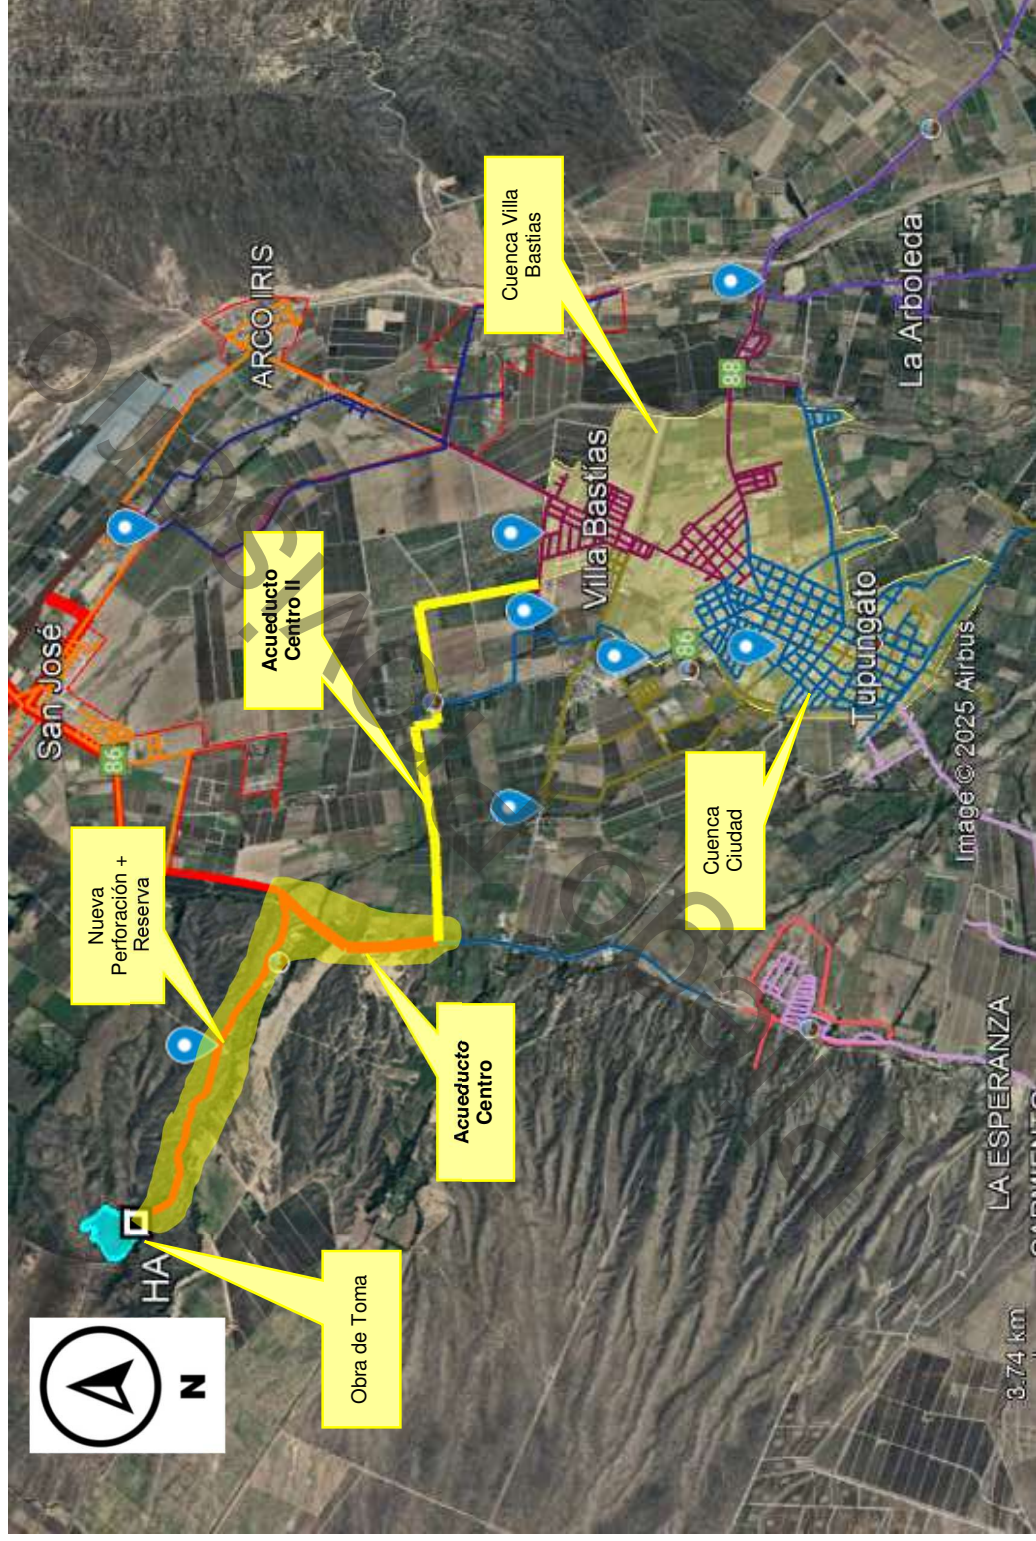 San José
N
Nueva
Perforación +
Reserva
86
HA
ARCO IRIS
Acueducto
Centro II
Obra de Toma
Acueducto
Centro
Cuenca Villa
Bastias
Villa Bastías
86
Cuenca
Ciudad
88
Tupungato
La Arboleda
Image © 2025 Airbus
LA ESPERANZA
3.74 km